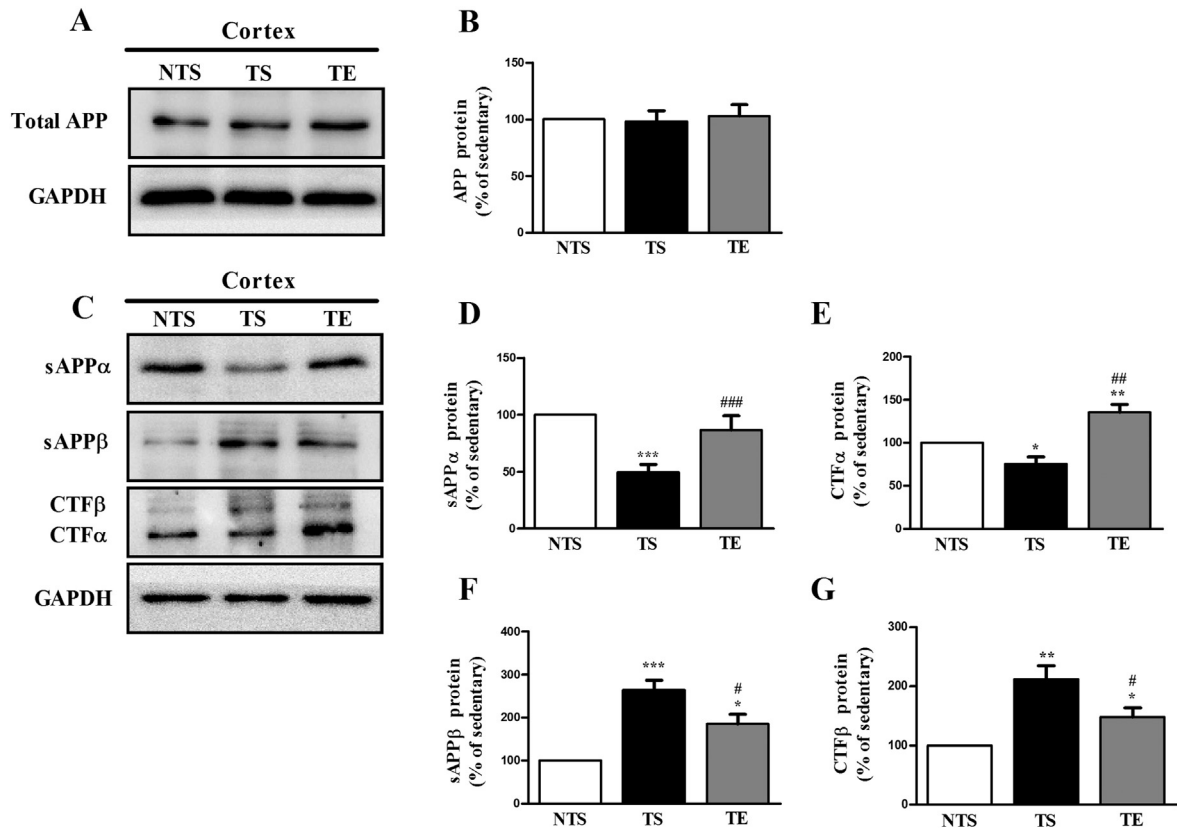 A
Cortex
NTS TS TE
Total APP
GAPDH
B
APP protein
(% of sedentary)
150
100
50
0
NTS TS TE
C
Cortex
NTS TS TE
sAPPα
sAPPβ
CTFβ
CTFα
GAPDH
D
sAPPα protein
(% of sedentary)
150
100
50
0
***
###
NTS TS TE
E
CTFα protein
(% of sedentary)
200
150
100
50
0
*
##
**
NTS TS TE
F
sAPPβ protein
(% of sedentary)
400
300
200
100
0
***
#
*
NTS TS TE
G
CTFβ protein
(% of sedentary)
300
200
100
0
**
#
*
NTS TS TE